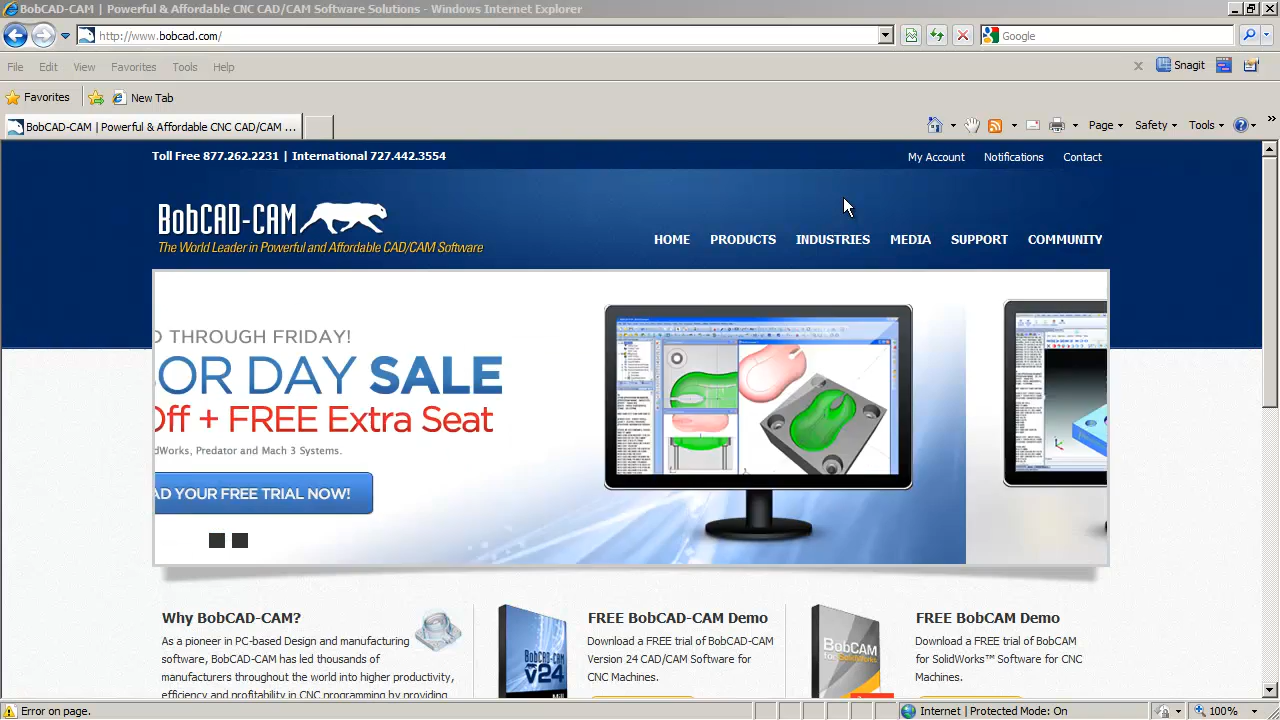 BobCAD-CAM | Powerful & Affordable CNC CAD/CAM Software Solutions - Windows Internet Explorer
http://www.bobcad.com/
Google
File Edit View Favorites Tools Help
Snagit
Favorites New Tab
BobCAD-CAM | Powerful & Affordable CNC CAD/CAM ...
Page Safety Tools
Toll Free 877.262.2231 | International 727.442.3554
My Account Notifications Contact
BobCAD-CAM
The World Leader in Powerful and Affordable CAD/CAM Software
HOME PRODUCTS INDUSTRIES MEDIA SUPPORT COMMUNITY
D THROUGH FRIDAY!
OR DAY SALE
Off + FREE Extra Seat
dWorks, Predator and Mach 3 Systems.
AD YOUR FREE TRIAL NOW!
Why BobCAD-CAM?
As a pioneer in PC-based Design and manufacturing
software, BobCAD-CAM has led thousands of
manufacturers throughout the world into higher productivity,
efficiency and profitability in CNC programming by providing
BobCAD-CAM
v24
Mill
FREE BobCAD-CAM Demo
Download a FREE trial of BobCAD-CAM
Version 24 CAD/CAM Software for
CNC Machines.
BobCAM
for SolidWorks
FREE BobCAM Demo
Download a FREE trial of BobCAM
for SolidWorks™ Software for CNC
Machines.
Error on page.
Internet | Protected Mode: On
100%